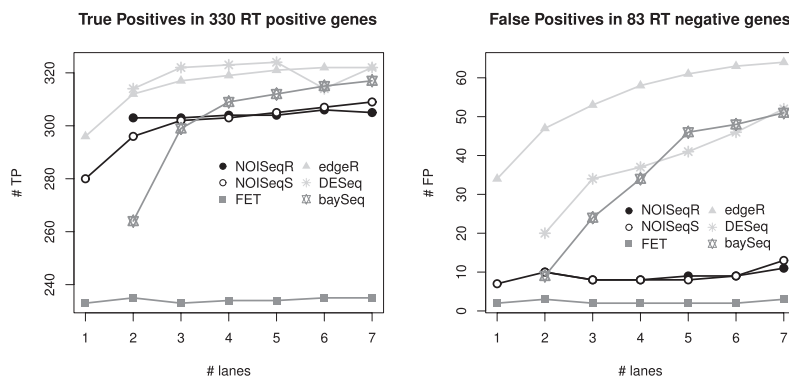 True Positives in 330 RT positive genes
# TP
320
300
280
260
240
NOISeqR
NOISeqS
FET
edgeR
DESeq
baySeq
1 2 3 4 5 6 7
# lanes
False Positives in 83 RT negative genes
# FP
60
50
40
30
20
10
0
NOISeqR
NOISeqS
FET
edgeR
DESeq
baySeq
1 2 3 4 5 6 7
# lanes